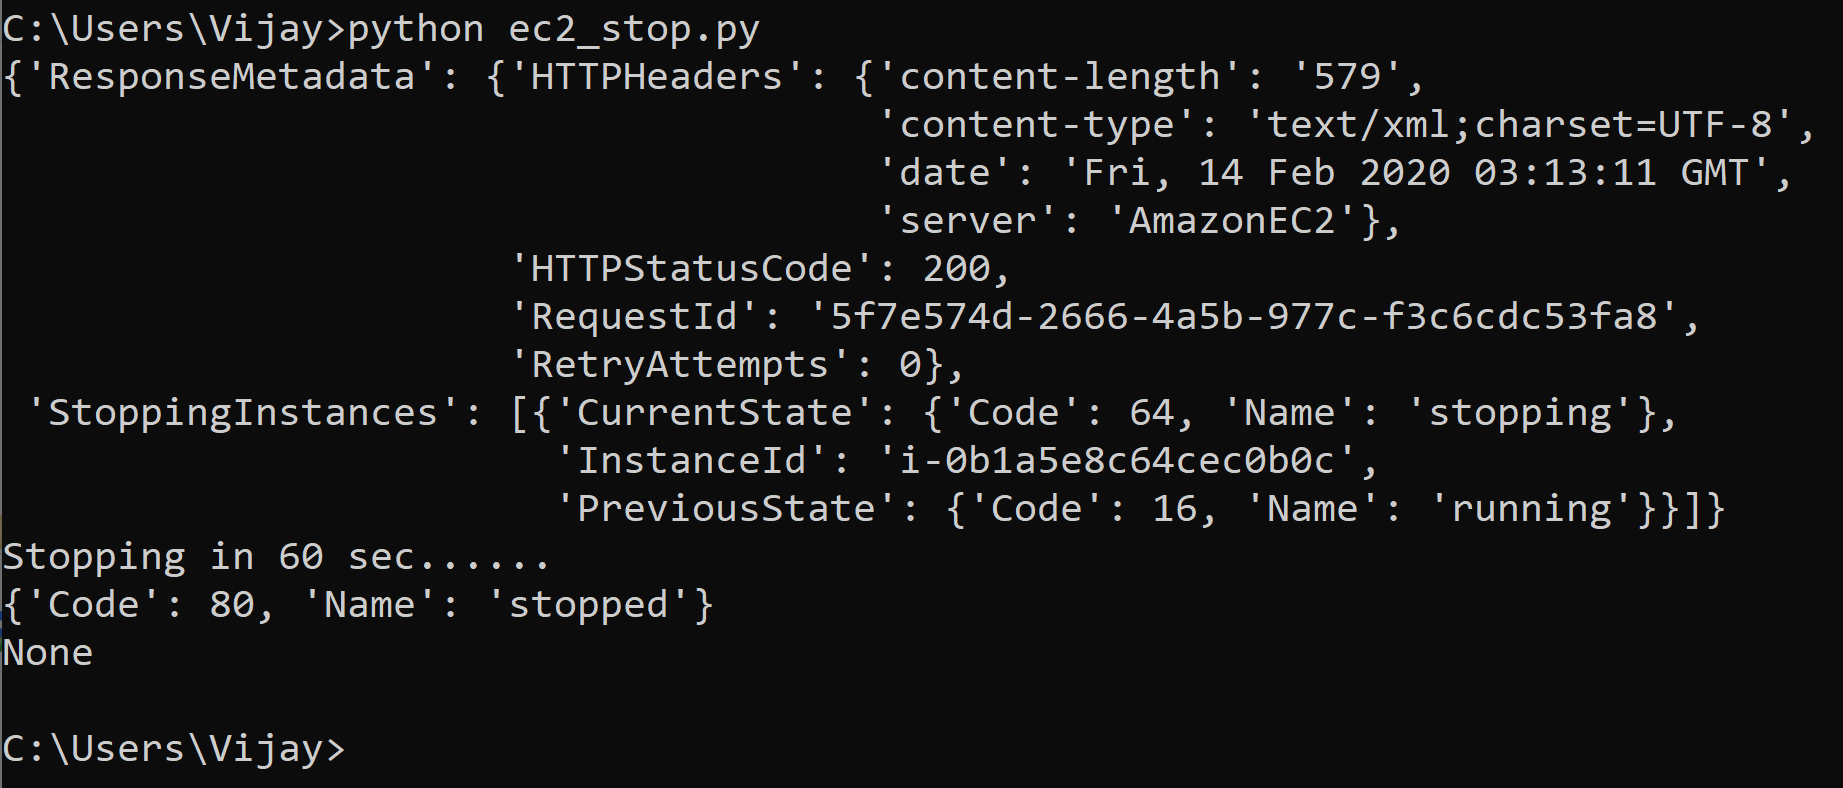 C:\Users\Vijay>python ec2_stop.py
{'ResponseMetadata': {'HTTPHeaders': {'content-length': '579',
                                      'content-type': 'text/xml;charset=UTF-8',
                                      'date': 'Fri, 14 Feb 2020 03:13:11 GMT',
                                      'server': 'AmazonEC2'},
                      'HTTPStatusCode': 200,
                      'RequestId': '5f7e574d-2666-4a5b-977c-f3c6cdc53fa8',
                      'RetryAttempts': 0},
 'StoppingInstances': [{'CurrentState': {'Code': 64, 'Name': 'stopping'},
                        'InstanceId': 'i-0b1a5e8c64cec0b0c',
                        'PreviousState': {'Code': 16, 'Name': 'running'}}]}
Stopping in 60 sec......
{'Code': 80, 'Name': 'stopped'}
None
C:\Users\Vijay>